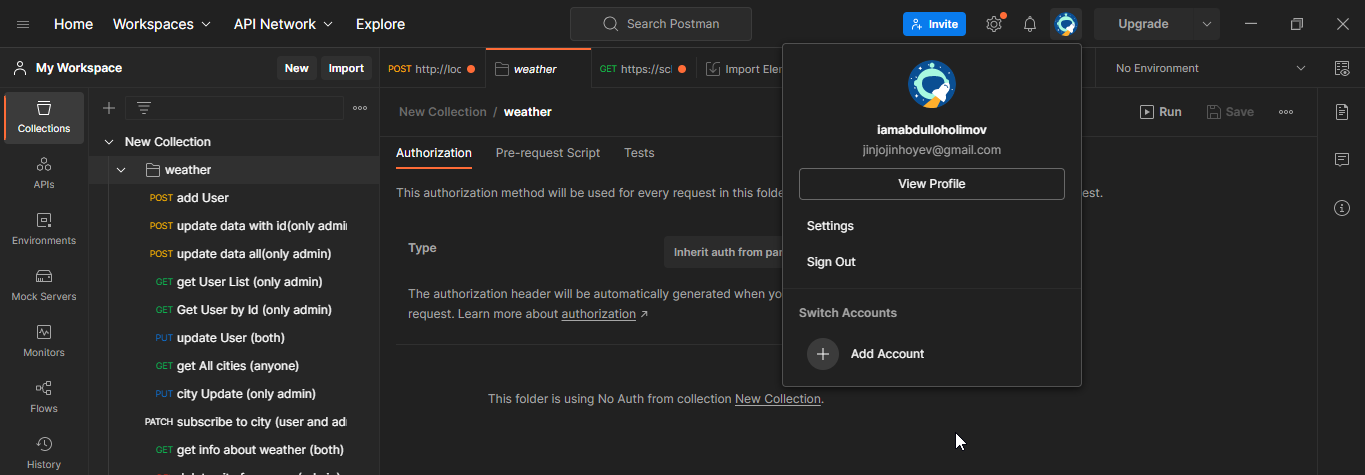 Home Workspaces API Network Explore Search Postman Invite Upgrade
My Workspace New Import POST http://loc weather GET https://scl Import Eler No Environment
New Collection / weather Run Save
Collections
APIs
Environments
Mock Servers
Monitors
Flows
History
New Collection
weather
POST add User
POST update data with id(only admi
POST update data all(only admin)
GET get User List (only admin)
GET Get User by Id (only admin)
PUT update User (both)
GET get All cities (anyone)
PUT city Update (only admin)
PATCH subscribe to city (user and ad
GET get info about weather (both)
Authorization Pre-request Script Tests
This authorization method will be used for every request in this folde est.
Type Inherit auth from par
The authorization header will be automatically generated when yo
request. Learn more about authorization ↗
This folder is using No Auth from collection New Collection.
iamabdulloholimov
jinjojinhoyev@gmail.com
View Profile
Settings
Sign Out
Switch Accounts
Add Account